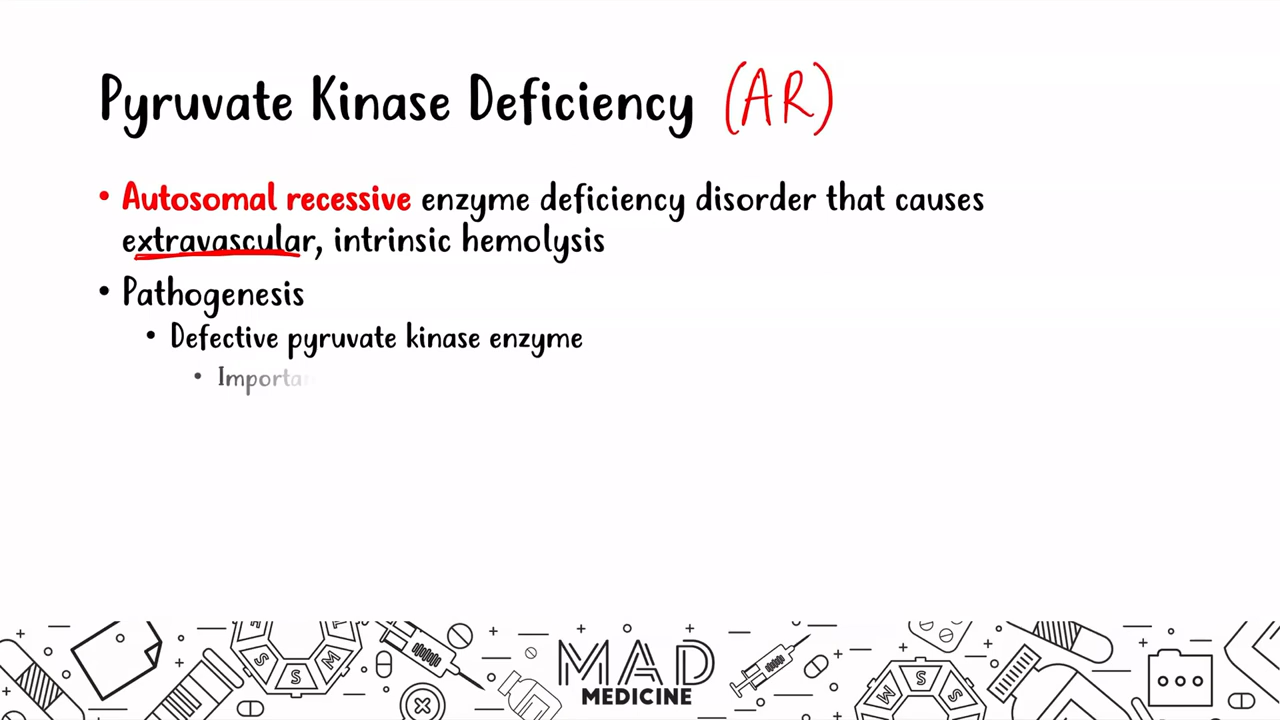 Pyruvate Kinase Deficiency (AR)
• Autosomal recessive enzyme deficiency disorder that causes
extravascular, intrinsic hemolysis
• Pathogenesis
• Defective pyruvate kinase enzyme
• Importan
MAD
MEDICINE